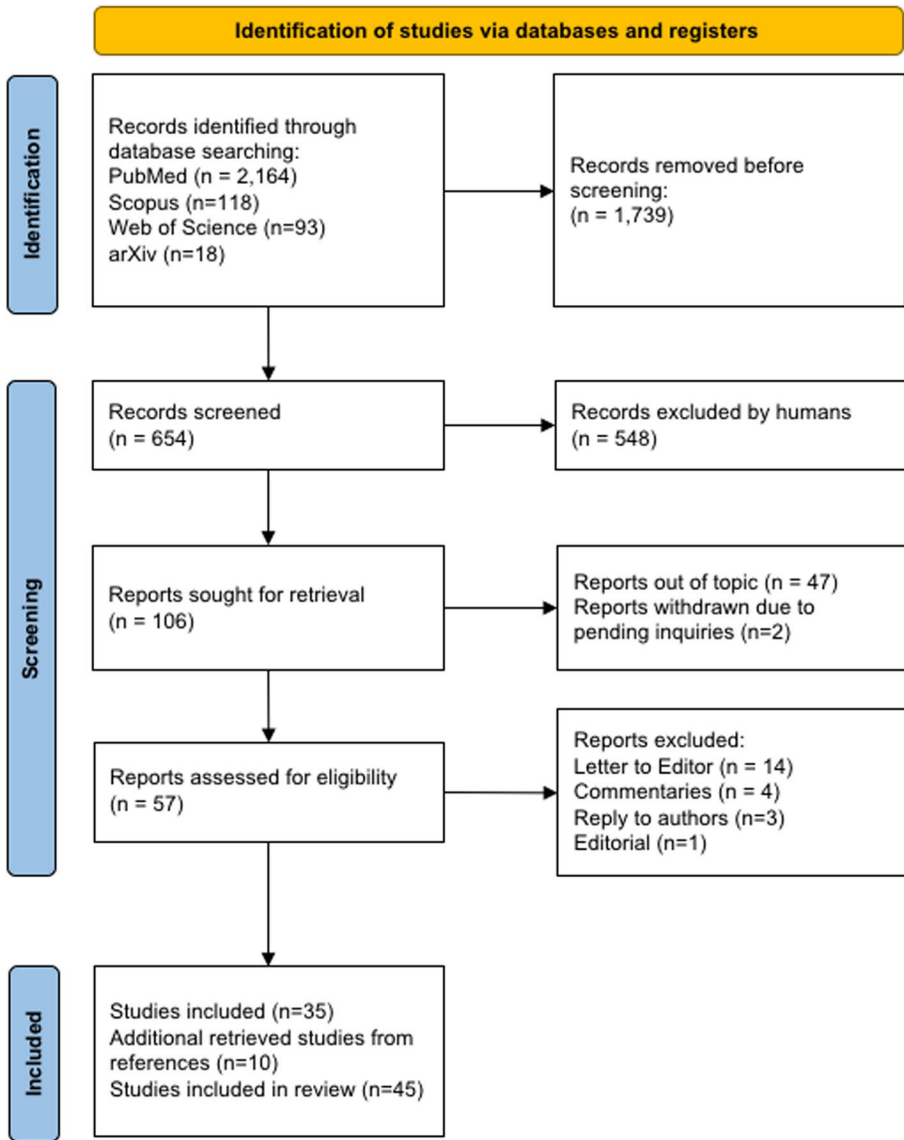 Identification of studies via databases and registers
Identification
Records identified through
database searching:
PubMed (n = 2,164)
Scopus (n=118)
Web of Science (n=93)
arXiv (n=18)
Records removed before
screening:
(n = 1,739)
Screening
Records screened
(n = 654)
Records excluded by humans
(n = 548)
Reports sought for retrieval
(n = 106)
Reports out of topic (n = 47)
Reports withdrawn due to
pending inquiries (n=2)
Reports assessed for eligibility
(n = 57)
Reports excluded:
Letter to Editor (n = 14)
Commentaries (n = 4)
Reply to authors (n=3)
Editorial (n=1)
Included
Studies included (n=35)
Additional retrieved studies from
references (n=10)
Studies included in review (n=45)